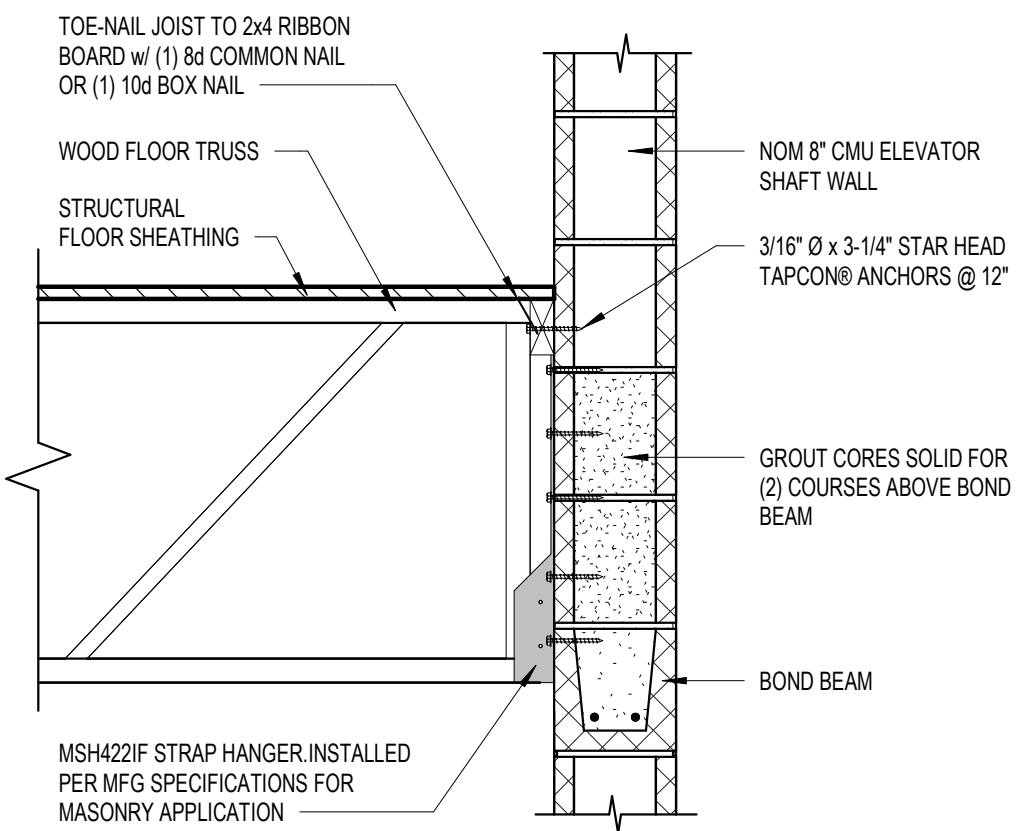 TOE-NAIL JOIST TO 2x4 RIBBON
BOARD w/ (1) 8d COMMON NAIL
OR (1) 10d BOX NAIL
WOOD FLOOR TRUSS
STRUCTURAL
FLOOR SHEATHING
MSH422IF STRAP HANGER.INSTALLED
PER MFG SPECIFICATIONS FOR
MASONRY APPLICATION
NOM 8" CMU ELEVATOR
SHAFT WALL
3/16" Ø x 3-1/4" STAR HEAD
TAPCON® ANCHORS @ 12"
GROUT CORES SOLID FOR
(2) COURSES ABOVE BOND
BEAM
BOND BEAM